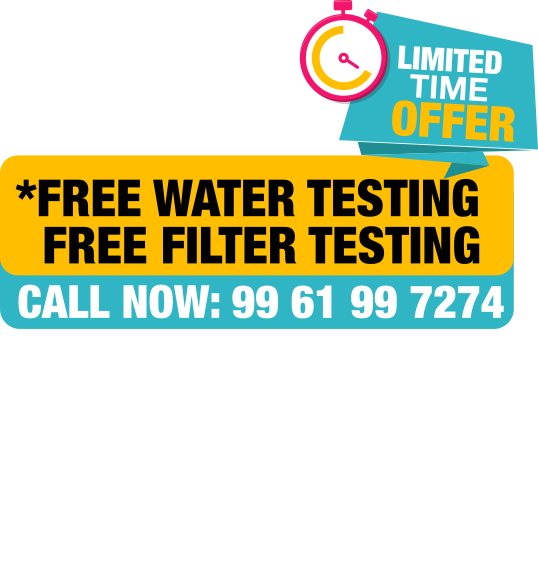 LIMITED
TIME
OFFER
*FREE WATER TESTING
FREE FILTER TESTING
CALL NOW: 99 61 99 7274